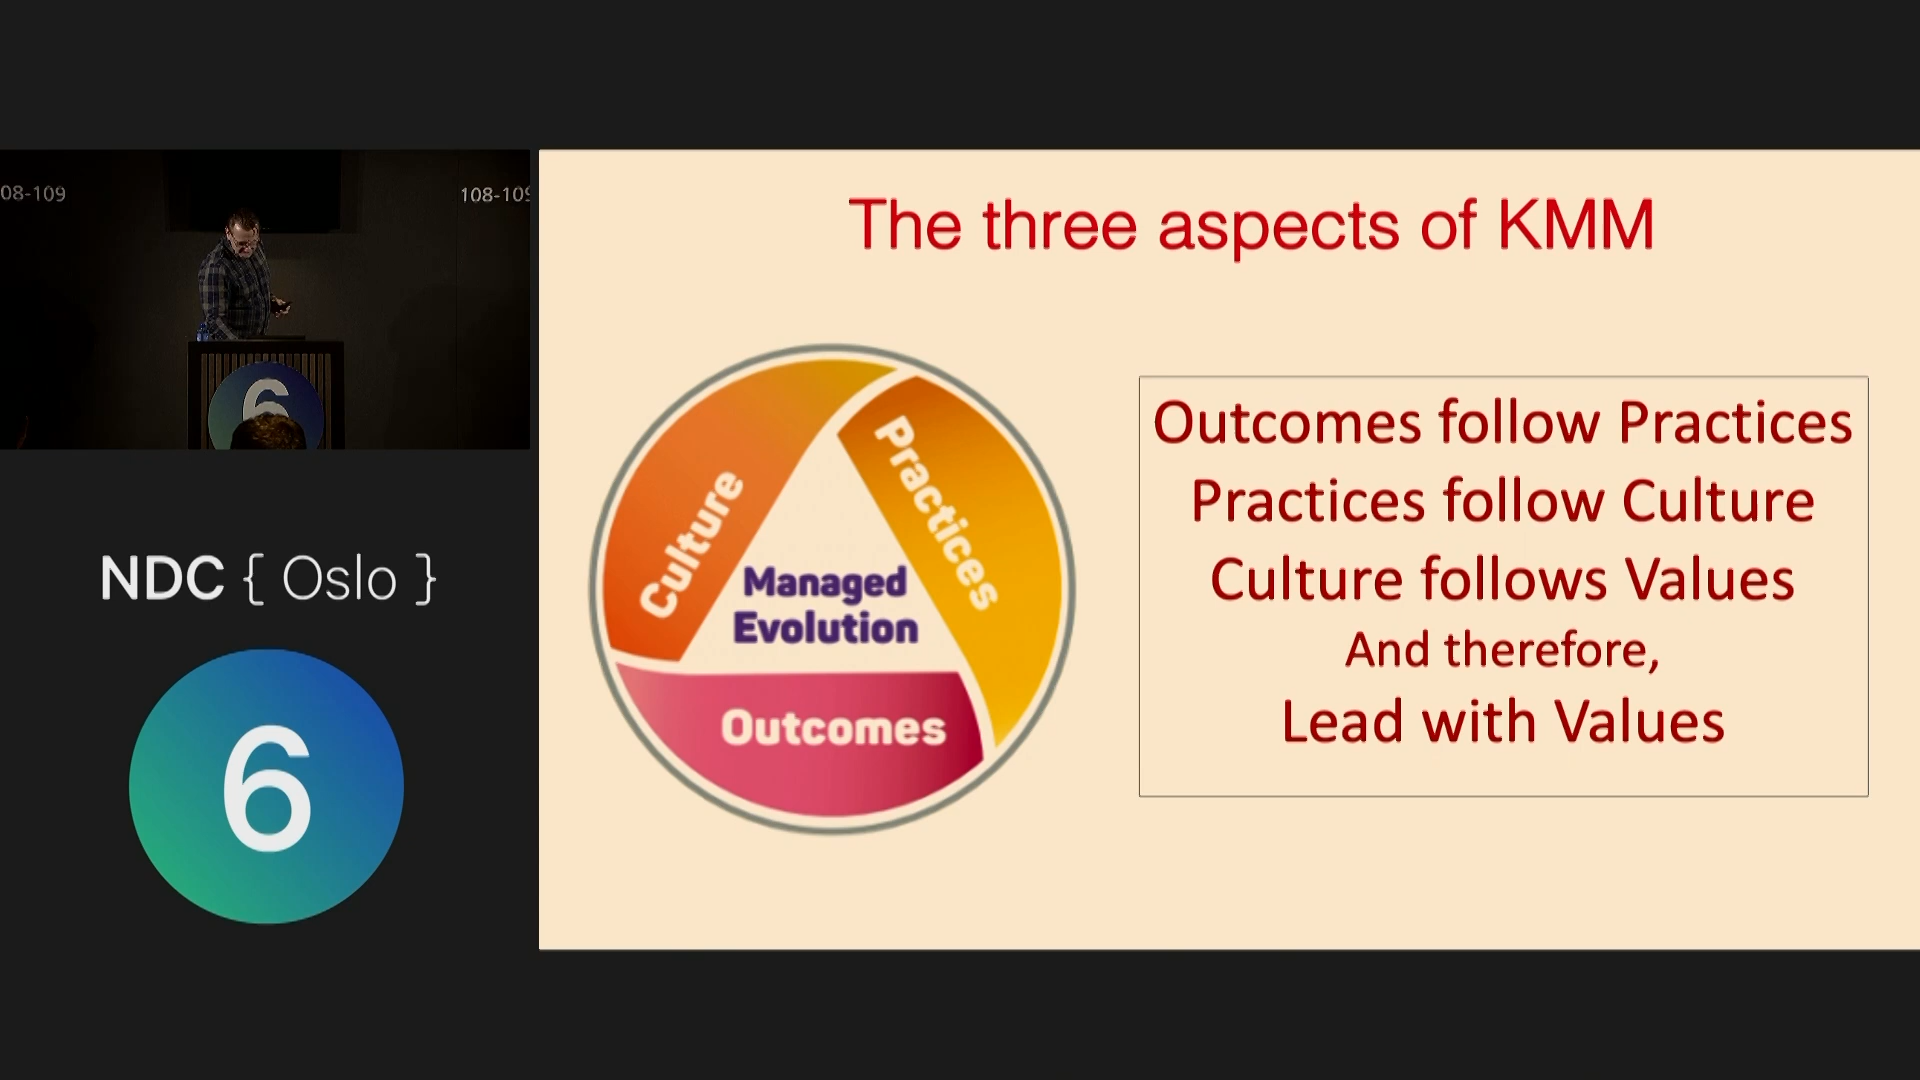 08-109
108-109
6
NDC { Oslo }
6
The three aspects of KMM
Culture
Practices
Managed
Evolution
Outcomes
Outcomes follow Practices
Practices follow Culture
Culture follows Values
And therefore,
Lead with Values